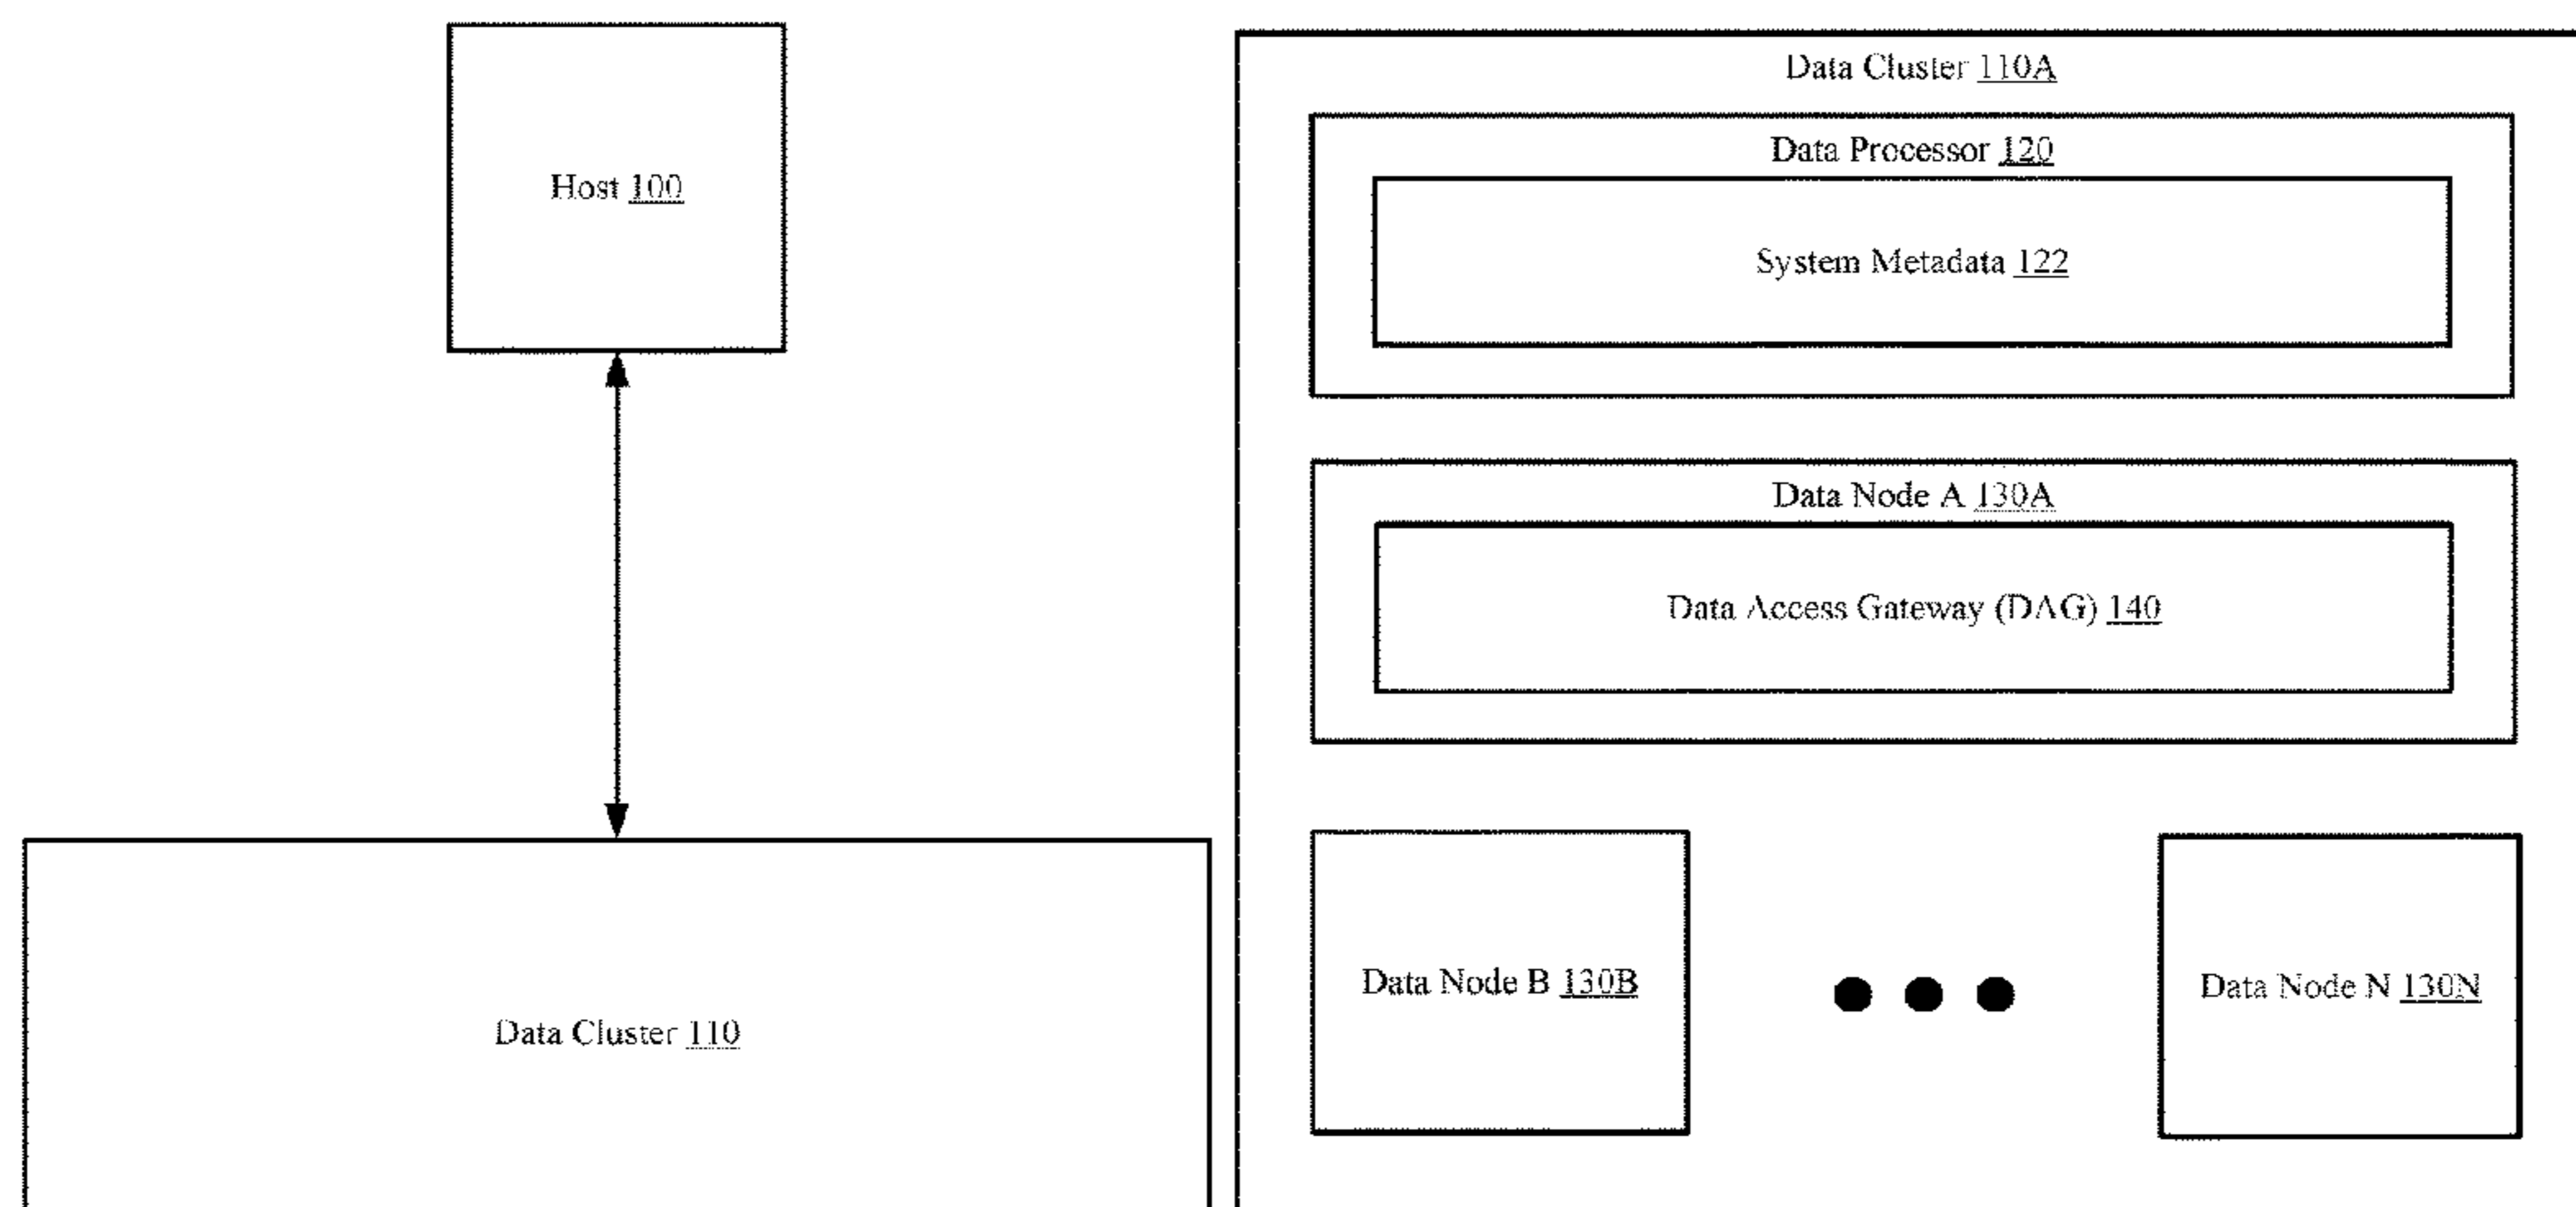 Host 100
Data Cluster 110
Data Cluster 110A
Data Processor 120
System Metadata 122
Data Node A 130A
Data Access Gateway (DAG) 140
Data Node B 130B
Data Node N 130N